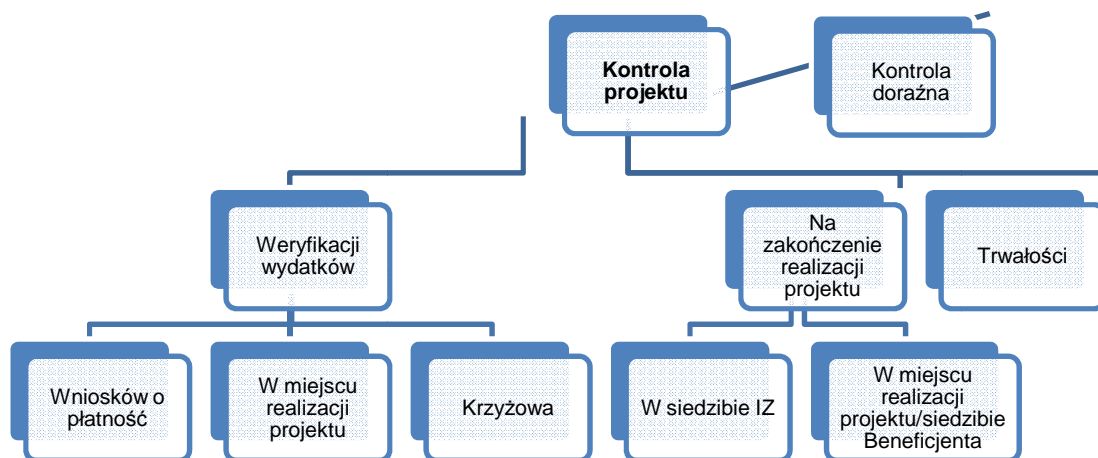 Kontrola
projektu
Kontrola
doraźna
Weryfikacji
wydatków
Na
zakończenie
realizacji
projektu
Trwałości
Wniosków o
płatność
W miejscu
realizacji
projektu
Krzyżowa
W siedzibie IZ
W miejscu
realizacji
projektu/siedzibie
Beneficjenta